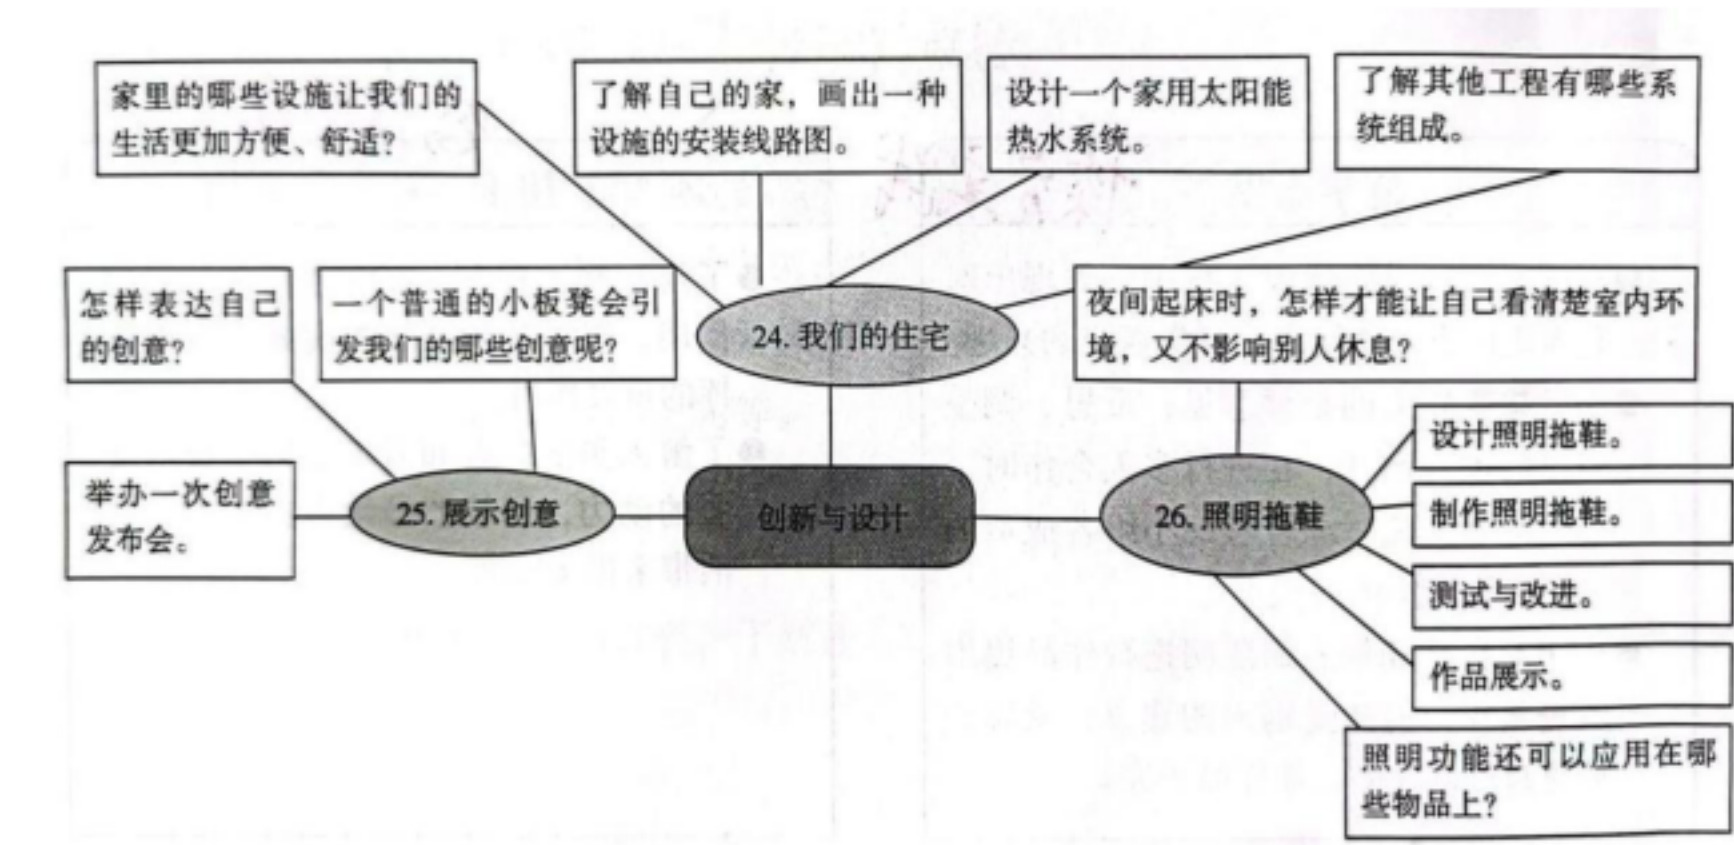 家里的哪些设施让我们的
生活更加方便、舒适?
了解自己的家，画出一种
设施的安装线路图。
设计一个家用太阳能
热水系统。
了解其他工程有哪些系
统组成。
怎样表达自己
的创意?
一个普通的小板凳会引
发我们的哪些创意呢?
24. 我们的住宅
夜间起床时，怎样才能让自己看清楚室内环
境，又不影响别人休息?
举办一次创意
发布会。
25. 展示创意
创新与设计
26. 照明拖鞋
设计照明拖鞋。
制作照明拖鞋。
测试与改进。
作品展示。
照明功能还可以应用在哪
些物品上?